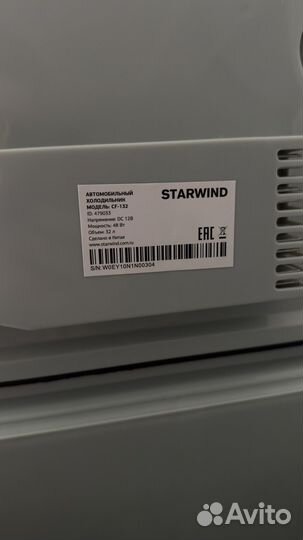 АВТОМОБИЛЬНЫЙ
ХОЛОДИЛЬНИК
МОДЕЛЬ: CF-132
ID: 479033
Напряжение: DC 12В
Мощность: 48 Вт
Объем: 32 л
Сделано в Китае
www.starwind.com.ru
STARWIND
EAC
S/N:W0EY10N1N00304
Avito